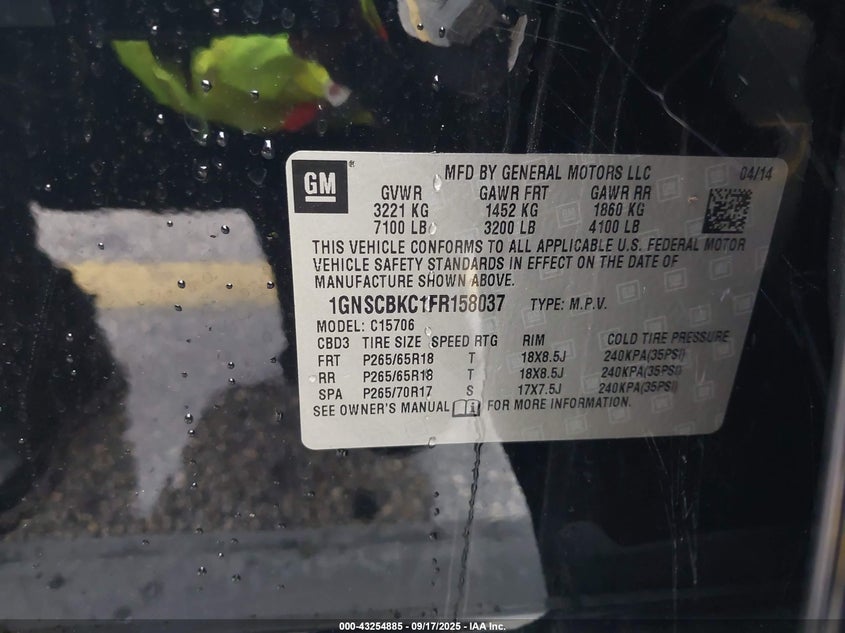 GM
MFD BY GENERAL MOTORS LLC 04/14
GVWR GAWR FRT GAWR RR
3221 KG 1452 KG 1860 KG
7100 LB 3200 LB 4100 LB
THIS VEHICLE CONFORMS TO ALL APPLICABLE U.S. FEDERAL MOTOR
VEHICLE SAFETY STANDARDS IN EFFECT ON THE DATE OF
MANUFACTURE SHOWN ABOVE.
1GNSCBKC1FR158037 TYPE: M.P.V.
MODEL: C15706
CBD3 TIRE SIZE SPEED RTG RIM COLD TIRE PRESSURE
FRT P265/65R18 T 18X8.5J 240KPA(35PSI)
RR P265/65R18 T 18X8.5J 240KPA(35PSI)
SPA P265/70R17 S 17X7.5J 240KPA(35PSI)
SEE OWNER'S MANUAL FOR MORE INFORMATION.
000-43254885 - 09/17/2025 - IAA Inc.